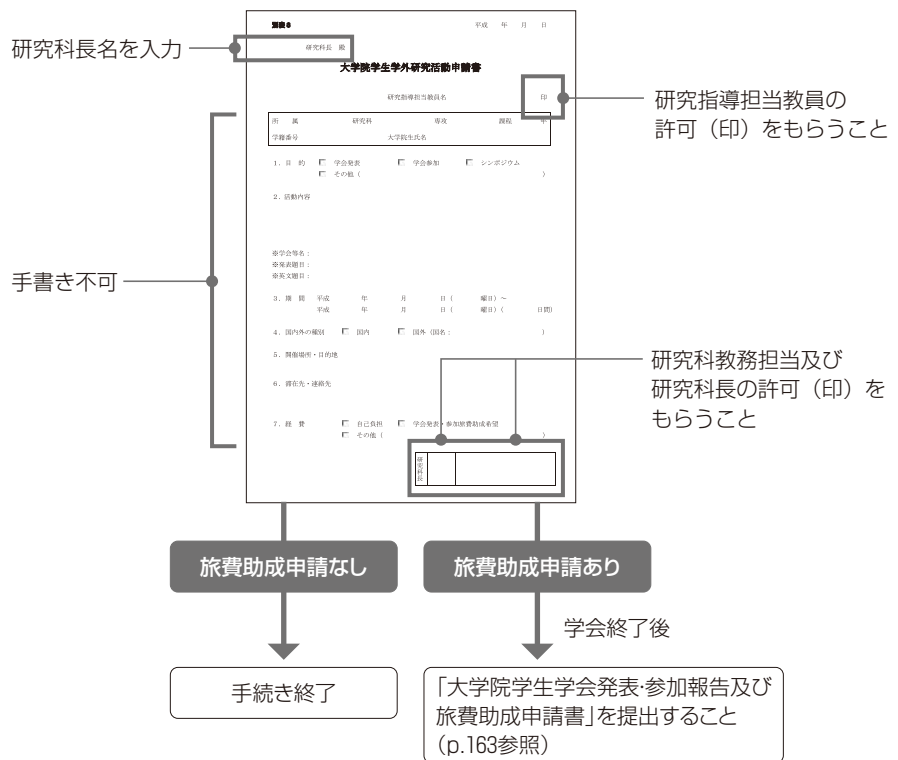 別表8
平成 年 月 日
研究科長名を入力
研究科長 殿
大学院学生学外研究活動申請書
研究指導担当教員名 印
研究指導担当教員の
許可（印）をもらうこと
所 属 研究科 専攻 課程 年
学籍番号 大学院生氏名
1．目 的 □ 学会発表 □ 学会参加 □ シンポジウム
□ その他（ ）
2．活動内容
手書き不可
※学会等名：
※発表題目：
※英文題目：
3．期 間 平成 年 月 日（ 曜日）～
平成 年 月 日（ 曜日）（ 日間）
4．国内外の種別 □ 国内 □ 国外（国名： ）
5．開催場所・目的地
6．滞在先・連絡先
研究科教務担当及び
研究科長の許可（印）を
もらうこと
7．経 費 □ 自己負担 □ 学会発表・参加旅費助成希望
□ その他（ ）
研究科長
旅費助成申請なし
旅費助成申請あり
学会終了後
手続き終了
「大学院学生学会発表・参加報告及び
旅費助成申請書」を提出すること
（p.163参照）